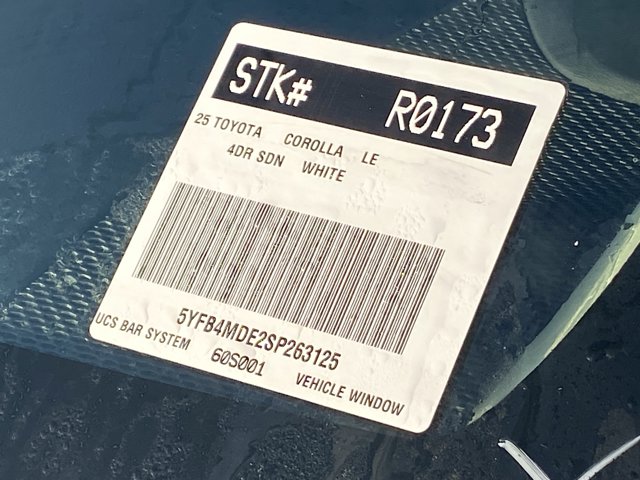 STK# R0173
25 TOYOTA COROLLA LE
4DR SDN WHITE
5YFB4MDE2SP263125
UCS BAR SYSTEM 60S001 VEHICLE WINDOW